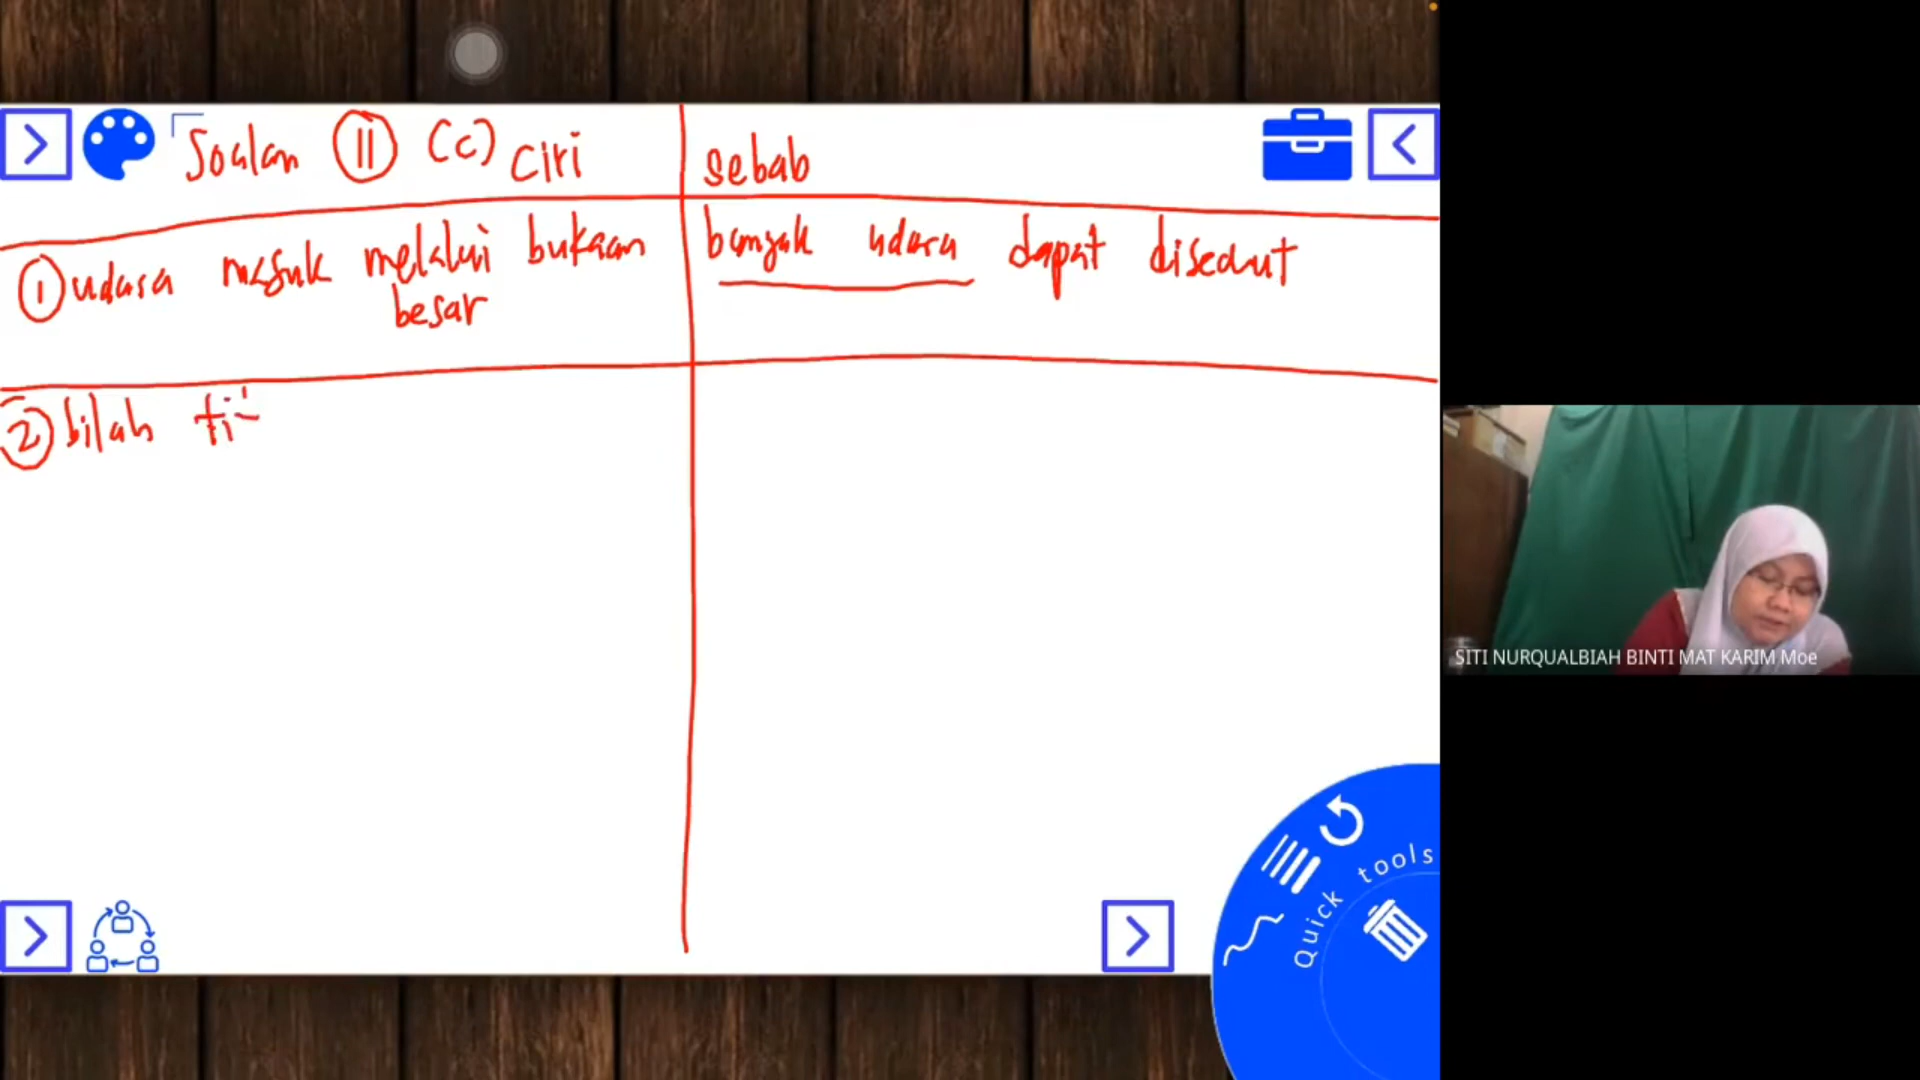 Soalan 11 (c) ciri
sebab
1 udara masuk melalui bukaan
besar
banyak udara dapat disedut
2 bilah
Quick tools
SITI NURQUALBIAH BINTI MAT KARIM Moe